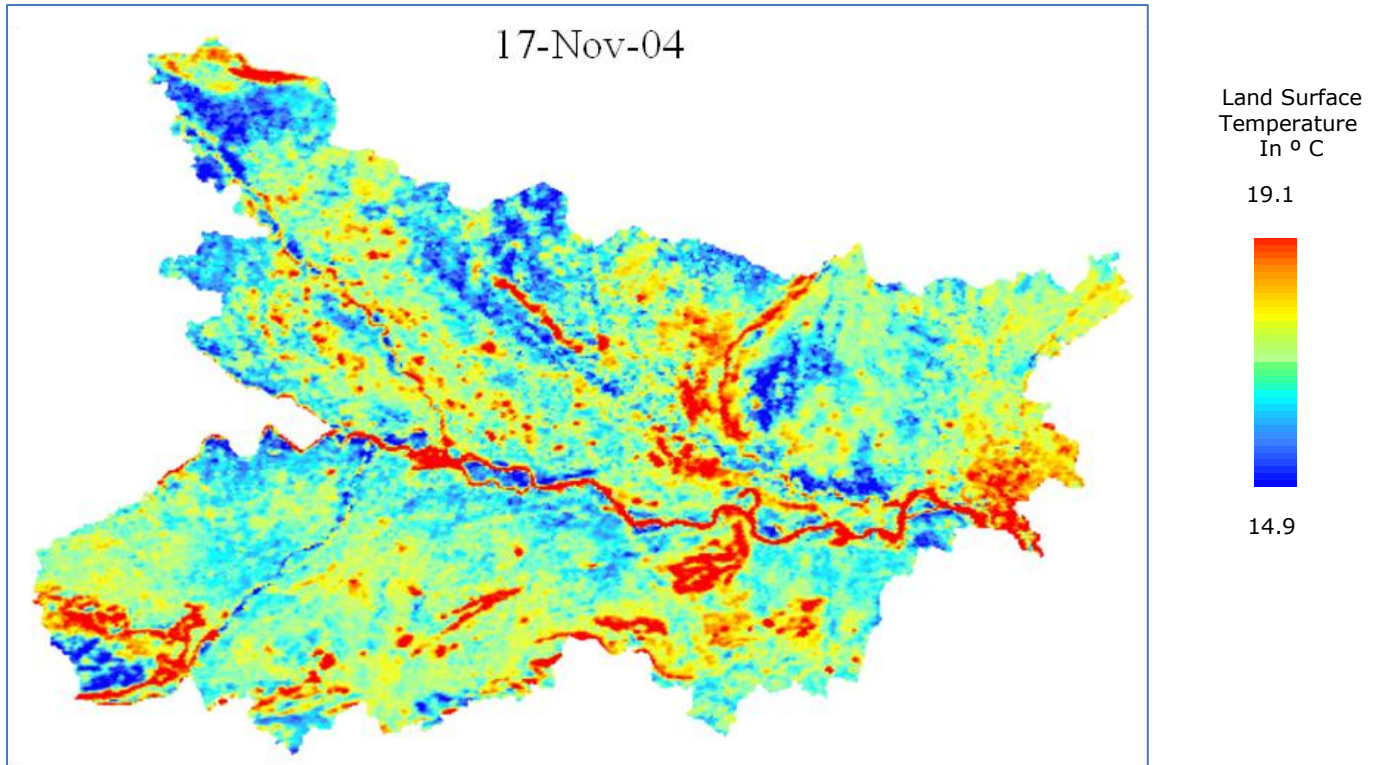 17-Nov-04
Land Surface
Temperature
In º C
19.1
14.9